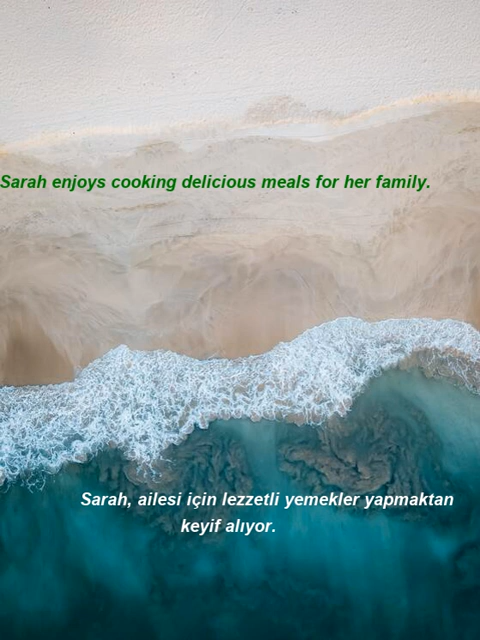 Sarah enjoys cooking delicious meals for her family.
Sarah, ailesi için lezzetli yemekler yapmaktan
keyif alıyor.